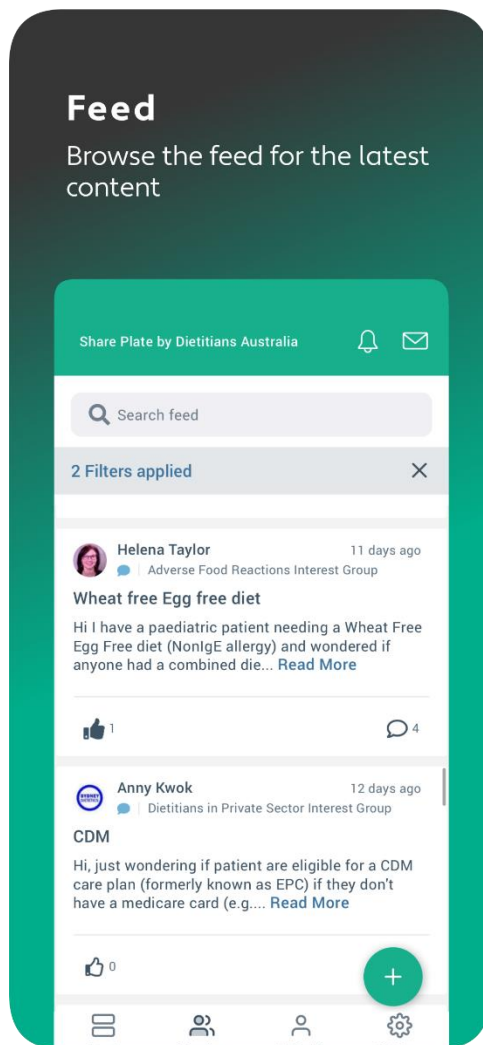 Feed
Browse the feed for the latest
content
Share Plate by Dietitians Australia
Search feed
2 Filters applied
Helena Taylor 11 days ago
Adverse Food Reactions Interest Group
Wheat free Egg free diet
Hi I have a paediatric patient needing a Wheat Free
Egg Free diet (NonIgE allergy) and wondered if
anyone had a combined die... Read More
1 4
Anny Kwok 12 days ago
Dietitians in Private Sector Interest Group
CDM
Hi, just wondering if patient are eligible for a CDM
care plan (formerly known as EPC) if they don't
have a medicare card (e.g.... Read More
0